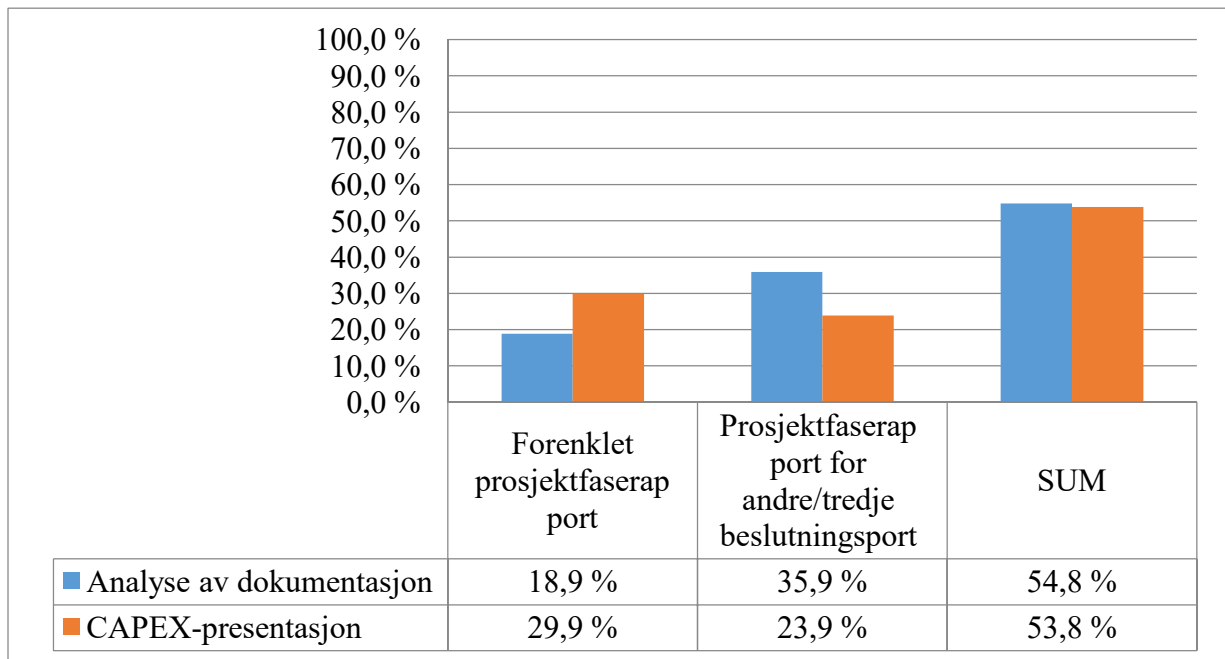 100,0 %
90,0 %
80,0 %
70,0 %
60,0 %
50,0 %
40,0 %
30,0 %
20,0 %
10,0 %
0,0 %
Forenklet
prosjektfaserap
port
Prosjektfaserap
port for
andre/tredje
beslutningsport
SUM
Analyse av dokumentasjon 18,9 % 35,9 % 54,8 %
CAPEX-presentasjon 29,9 % 23,9 % 53,8 %